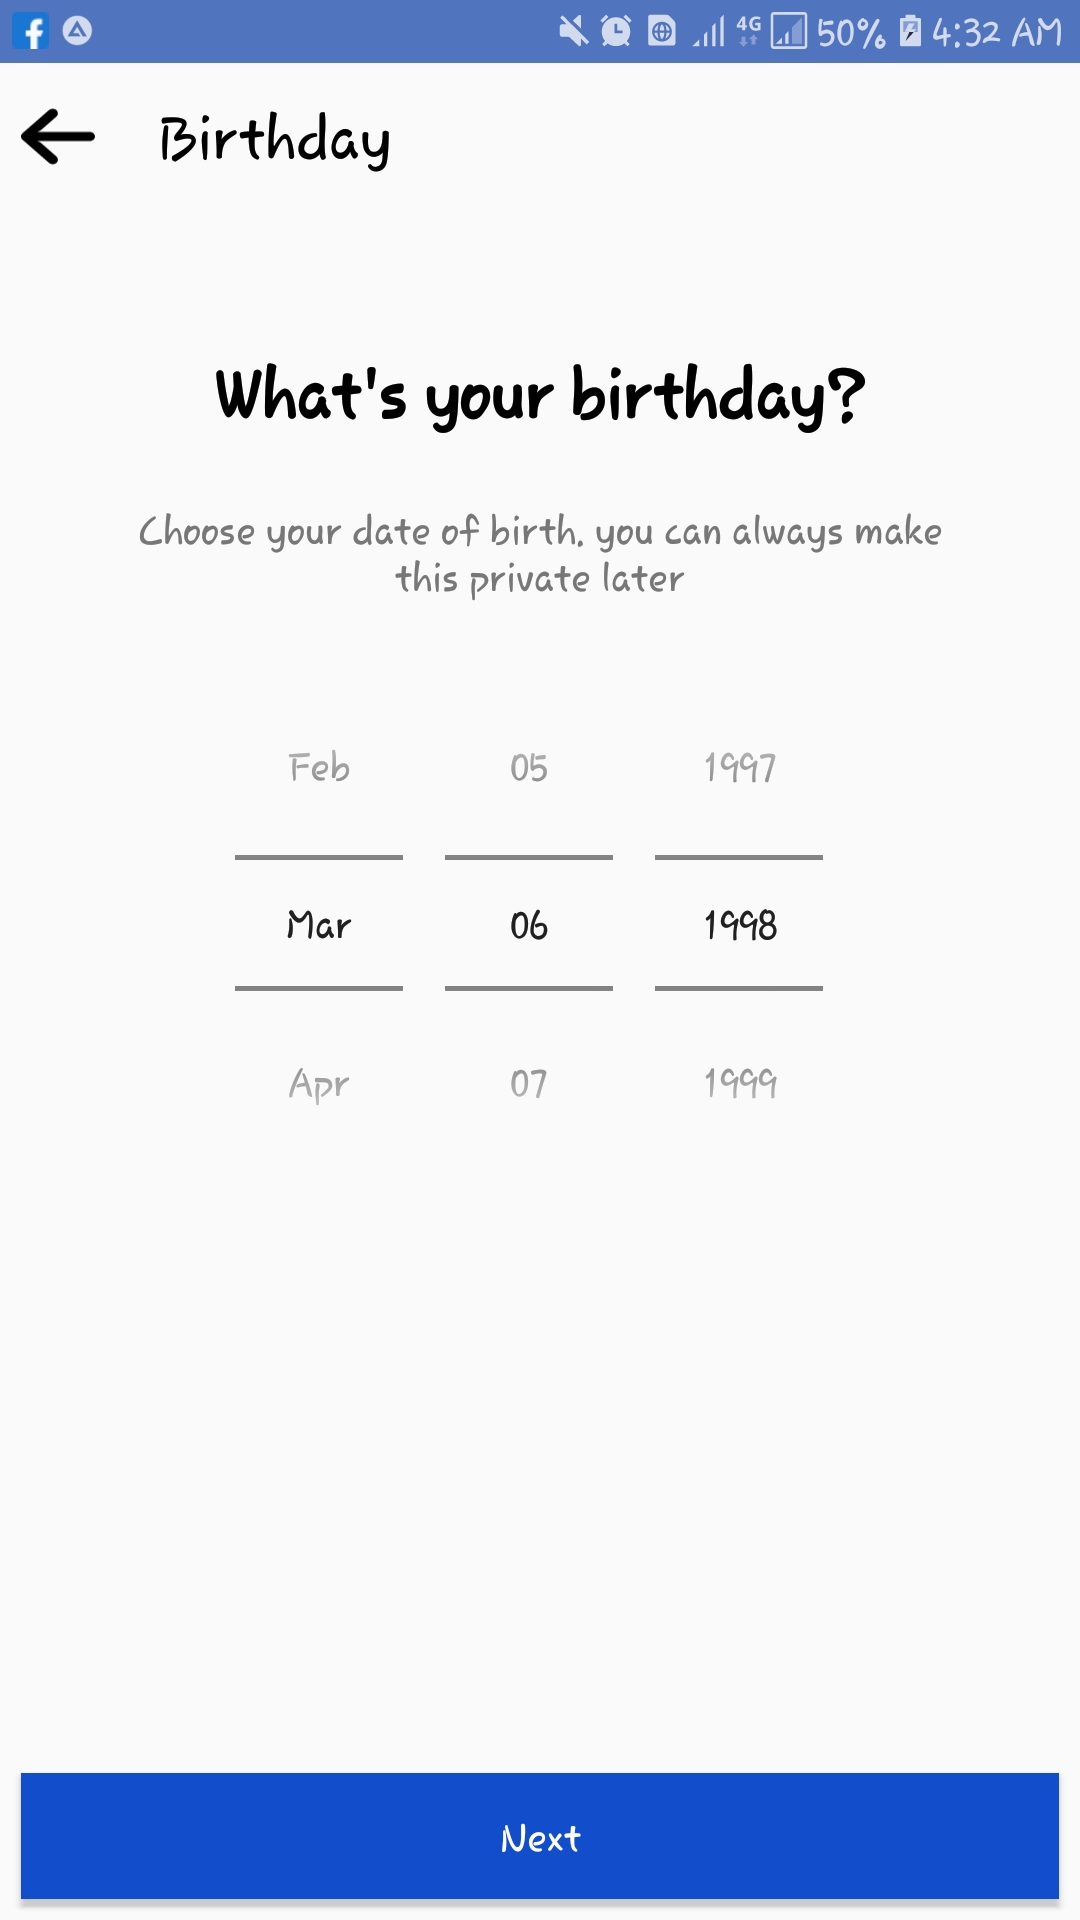 4G 50% 4:32 AM
Birthday
What's your birthday?
Choose your date of birth, you can always make
this private later
Feb 05 1997
Mar 06 1998
Apr 07 1999
Next